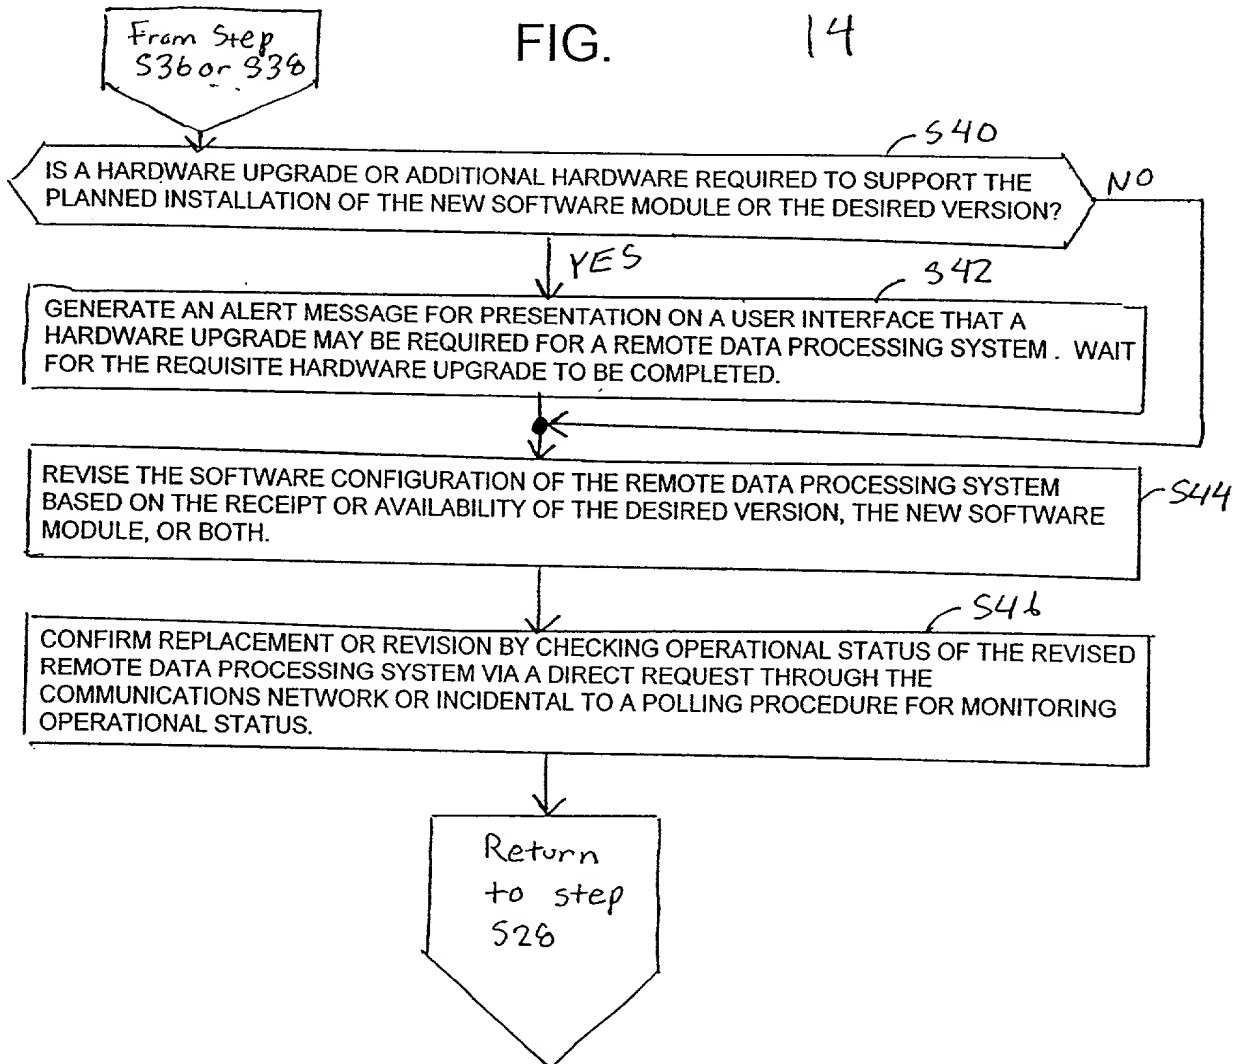 FIG. 14
From Step
S36 or S38
S40
IS A HARDWARE UPGRADE OR ADDITIONAL HARDWARE REQUIRED TO SUPPORT THE
PLANNED INSTALLATION OF THE NEW SOFTWARE MODULE OR THE DESIRED VERSION?
NO
YES
S42
GENERATE AN ALERT MESSAGE FOR PRESENTATION ON A USER INTERFACE THAT A
HARDWARE UPGRADE MAY BE REQUIRED FOR A REMOTE DATA PROCESSING SYSTEM. WAIT
FOR THE REQUISITE HARDWARE UPGRADE TO BE COMPLETED.
REVISE THE SOFTWARE CONFIGURATION OF THE REMOTE DATA PROCESSING SYSTEM
BASED ON THE RECEIPT OR AVAILABILITY OF THE DESIRED VERSION, THE NEW SOFTWARE
MODULE, OR BOTH.
S44
S46
CONFIRM REPLACEMENT OR REVISION BY CHECKING OPERATIONAL STATUS OF THE REVISED
REMOTE DATA PROCESSING SYSTEM VIA A DIRECT REQUEST THROUGH THE
COMMUNICATIONS NETWORK OR INCIDENTAL TO A POLLING PROCEDURE FOR MONITORING
OPERATIONAL STATUS.
Return
to step
S28